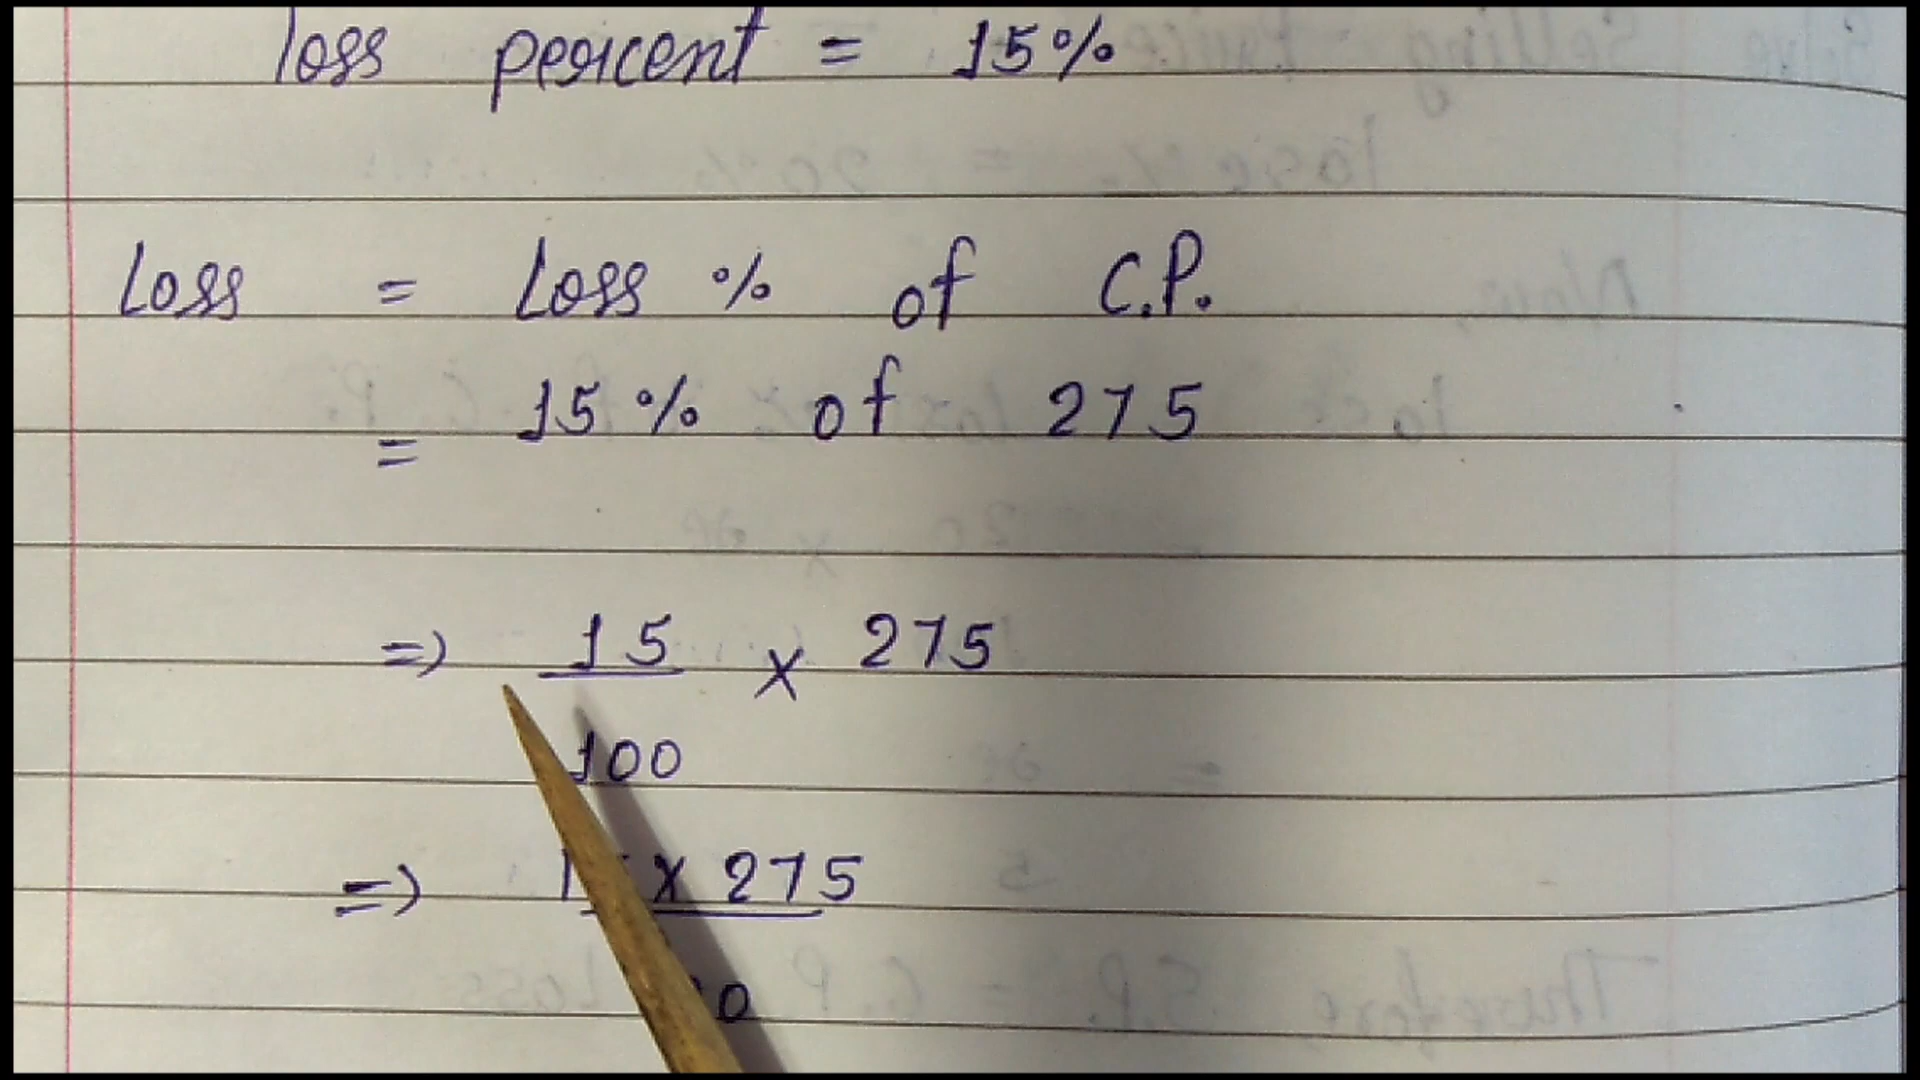 loss percent = 15%
Loss = Loss % of C.P.
= 15% of 275
=> 15 × 275
100
=> × 275